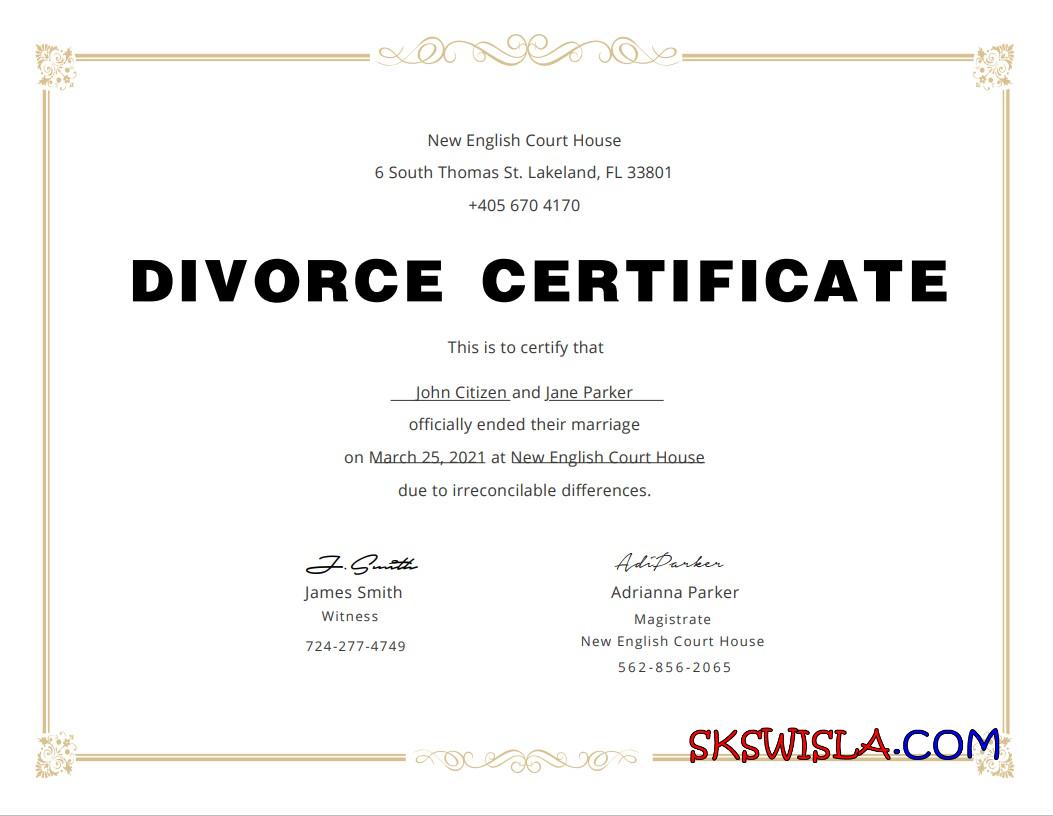 New English Court House
6 South Thomas St. Lakeland, FL 33801
+405 670 4170
DIVORCE CERTIFICATE
This is to certify that
John Citizen and Jane Parker
officially ended their marriage
on March 25, 2021 at New English Court House
due to irreconcilable differences.
J. Smith
James Smith
Witness
724-277-4749
AdiParker
Adrianna Parker
Magistrate
New English Court House
562-856-2065
SKSWISLA.COM